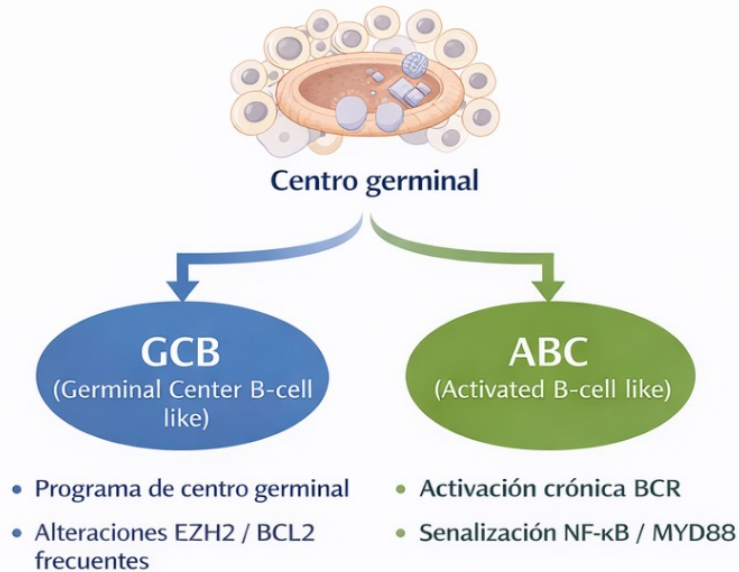 Centro germinal
GCB
(Germinal Center B-cell
like)
ABC
(Activated B-cell like)
• Programa de centro germinal
• Alteraciones EZH2 / BCL2
frecuentes
• Activación crónica BCR
• Senalización NF-κB / MYD88